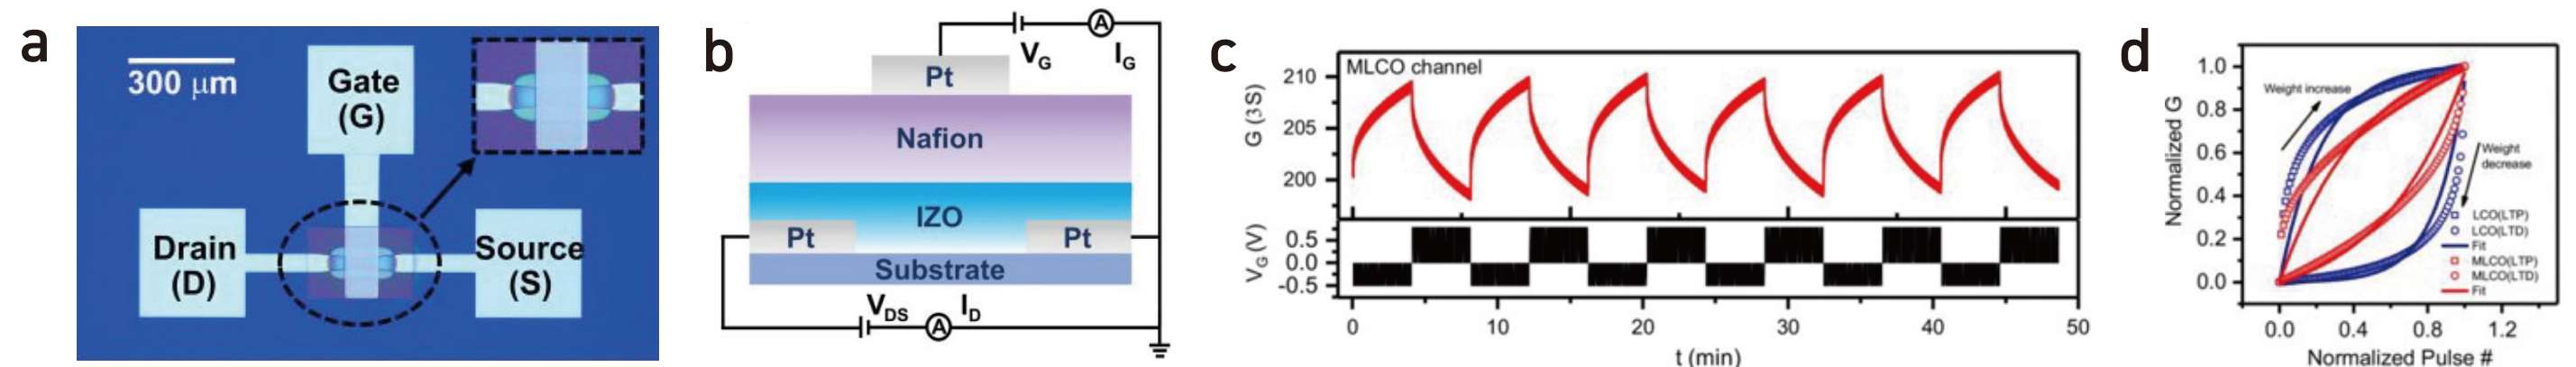 a
300 μm
Gate
(G)
Drain
(D)
Source
(S)
b
Pt
V_G
A
I_G
Nafion
IZO
Pt
Pt
Substrate
V_DS
A
I_D
c
MLCO channel
G (3S)
210
205
200
V_G (V)
0.5
0.0
-0.5
0
10
20
30
40
50
t (min)
d
Normalized G
1.0
0.8
0.6
0.4
0.2
0.0
Weight increase
Weight
decrease
LCO(LTP)
LCO(LTD)
Fit
MLCO(LTP)
MLCO(LTD)
Fit
0.0
0.4
0.8
1.2
Normalized Pulse #